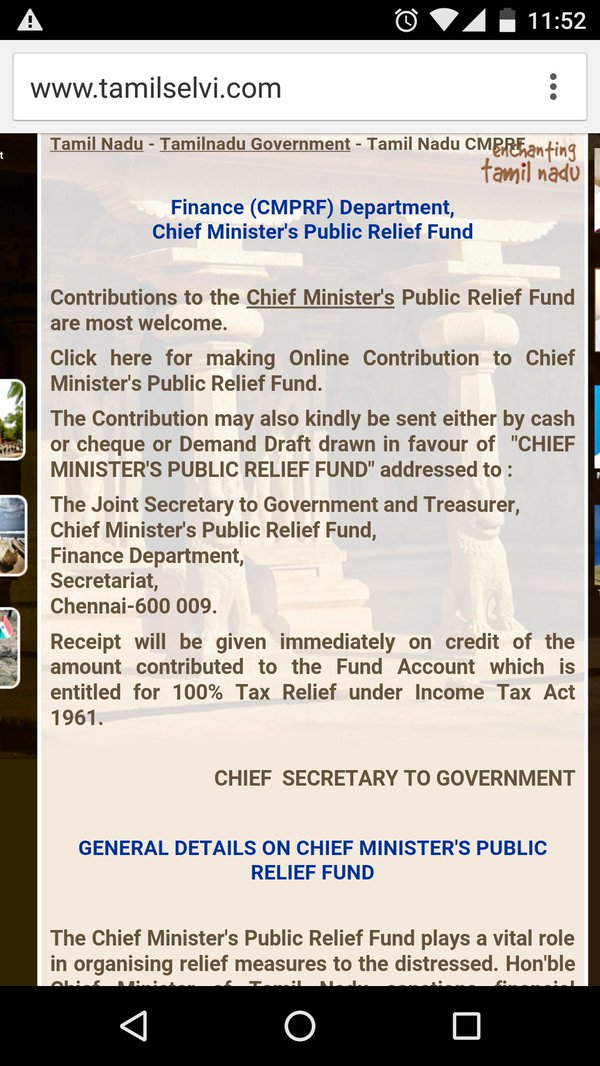 11:52
www.tamilselvi.com
Tamil Nadu - Tamilnadu Government - Tamil Nadu CMPRF
enchanting
tamil nadu
Finance (CMPRF) Department,
Chief Minister's Public Relief Fund
Contributions to the Chief Minister's Public Relief Fund
are most welcome.
Click here for making Online Contribution to Chief
Minister's Public Relief Fund.
The Contribution may also kindly be sent either by cash
or cheque or Demand Draft drawn in favour of "CHIEF
MINISTER'S PUBLIC RELIEF FUND" addressed to :
The Joint Secretary to Government and Treasurer,
Chief Minister's Public Relief Fund,
Finance Department,
Secretariat,
Chennai-600 009.
Receipt will be given immediately on credit of the
amount contributed to the Fund Account which is
entitled for 100% Tax Relief under Income Tax Act
1961.
CHIEF SECRETARY TO GOVERNMENT
GENERAL DETAILS ON CHIEF MINISTER'S PUBLIC
RELIEF FUND
The Chief Minister's Public Relief Fund plays a vital role
in organising relief measures to the distressed. Hon'ble
Chief Minister of Tamil Nadu sanctions financial